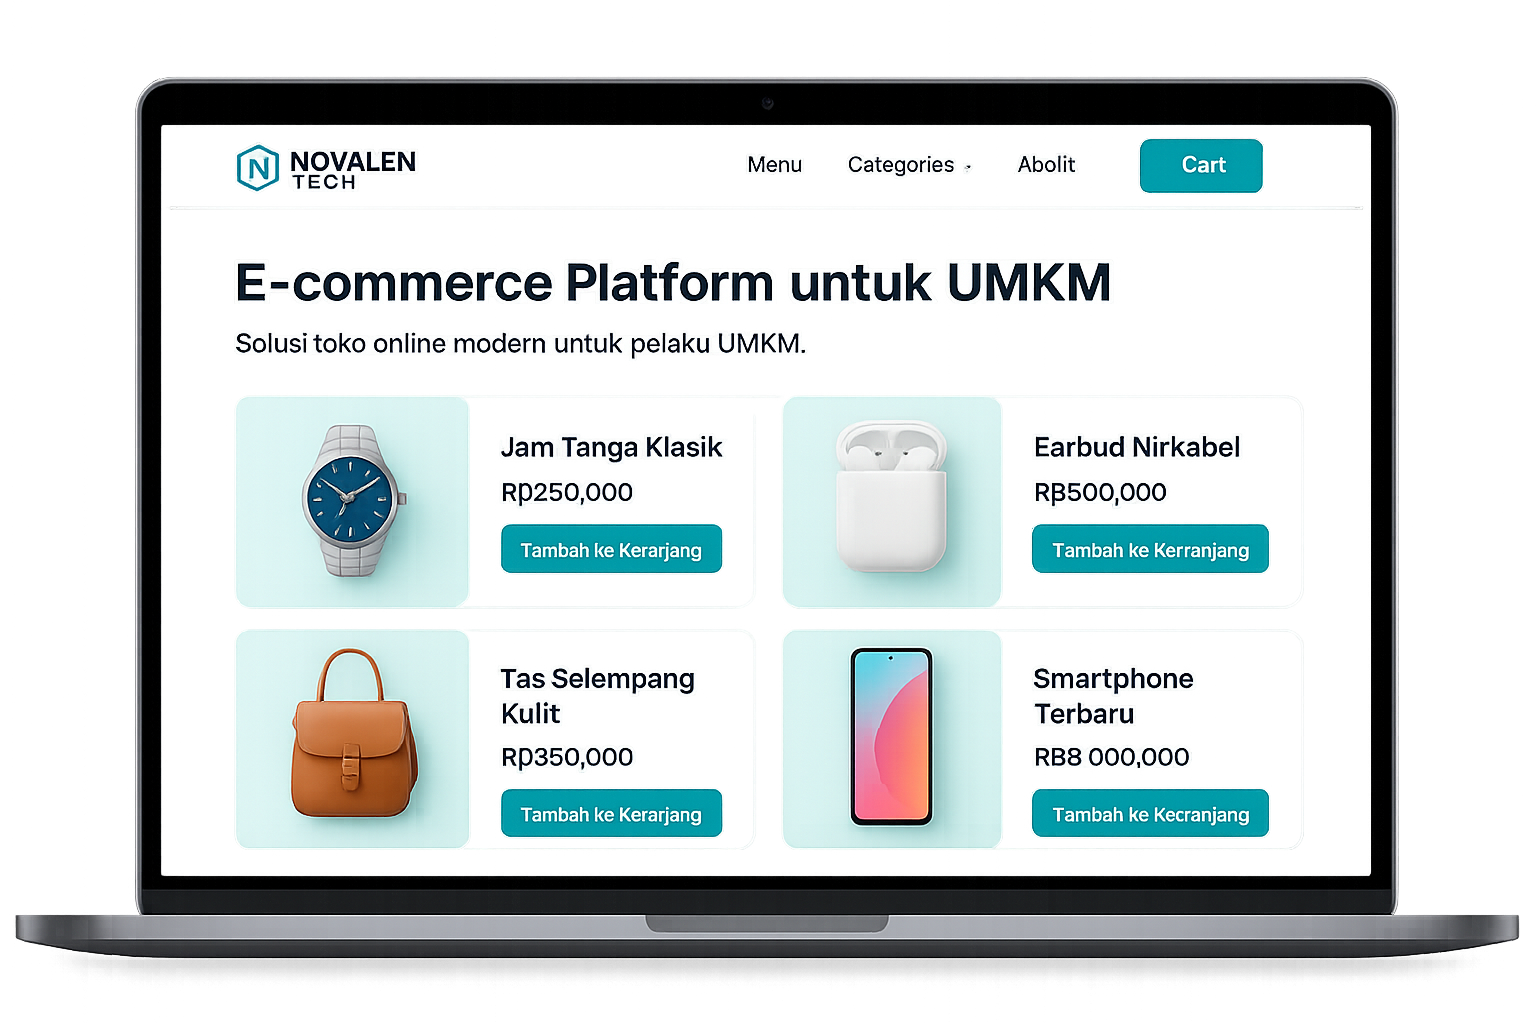 NOVALEN
TECH
Menu
Categories
Abolit
Cart
E-commerce Platform untuk UMKM
Solusi toko online modern untuk pelaku UMKM.
Jam Tanga Klasik
Rp250,000
Tambah ke Kerarjang
Earbud Nirkabel
RB500,000
Tambah ke Kerranjang
Tas Selempang
Kulit
Rp350,000
Tambah ke Kerarjang
Smartphone
Terbaru
RB8 000,000
Tambah ke Kecranjang